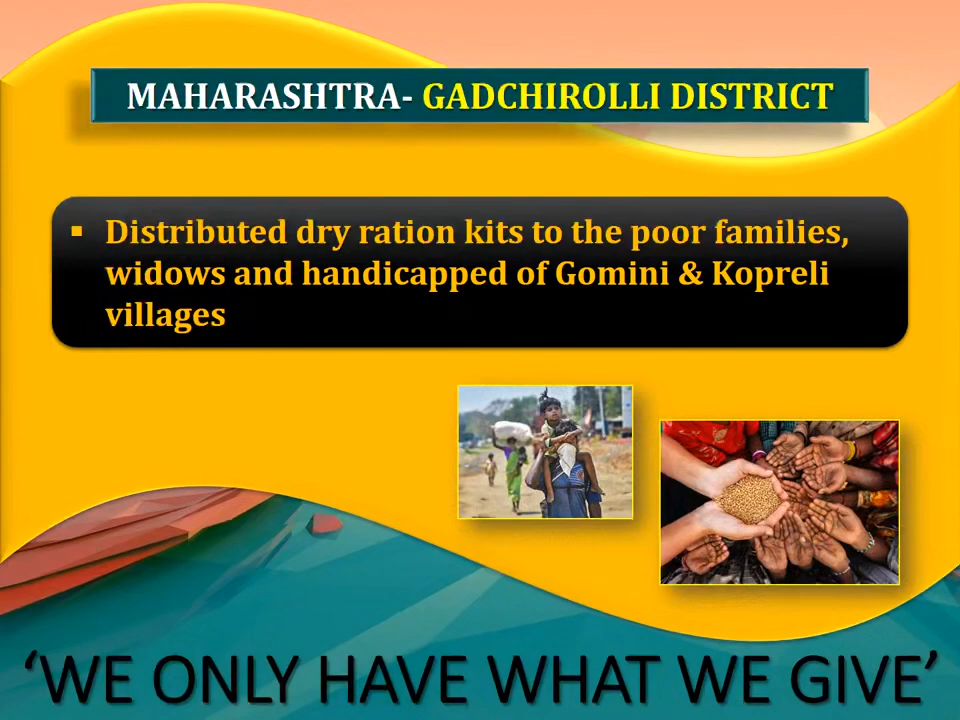 MAHARASHTRA- GADCHIROLLI DISTRICT
▪ Distributed dry ration kits to the poor families,
widows and handicapped of Gomini & Kopreli
villages
‘WE ONLY HAVE WHAT WE GIVE’